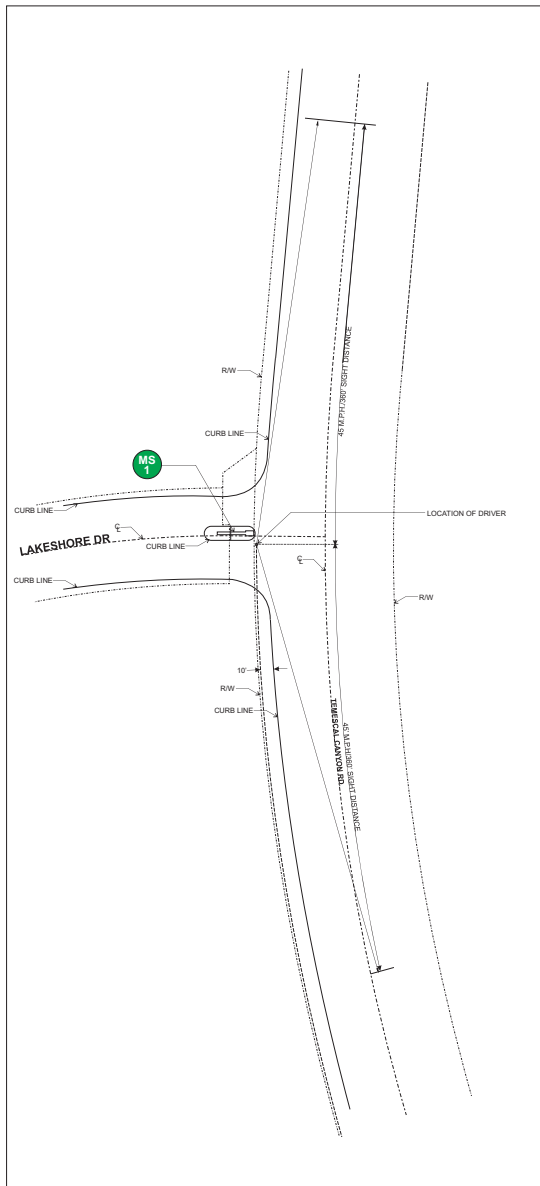 R/W
45 M.P.H./360' SIGHT DISTANCE
CURB LINE
MS
1
CURB LINE
LOCATION OF DRIVER
℄
LAKESHORE DR
CURB LINE
℄
CURB LINE
R/W
10'
R/W
CURB LINE
TEMESCAL CANYON RD
45' M.P.H/360' SIGHT DISTANCE